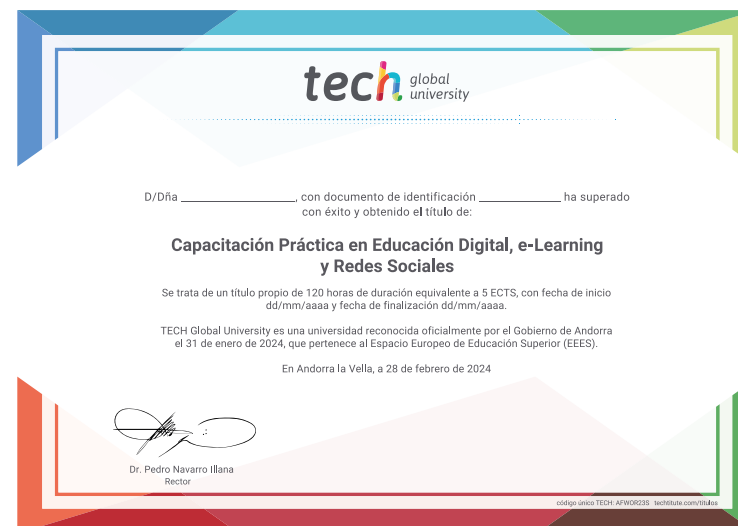 tech global university
D/Dña ____________________, con documento de identificación ______________ ha superado
con éxito y obtenido el título de:
Capacitación Práctica en Educación Digital, e-Learning
y Redes Sociales
Se trata de un título propio de 120 horas de duración equivalente a 5 ECTS, con fecha de inicio
dd/mm/aaaa y fecha de finalización dd/mm/aaaa.
TECH Global University es una universidad reconocida oficialmente por el Gobierno de Andorra
el 31 de enero de 2024, que pertenece al Espacio Europeo de Educación Superior (EEES).
En Andorra la Vella, a 28 de febrero de 2024
Dr. Pedro Navarro Illana
Rector
código único TECH: AFWOR23S techtitute.com/titulos